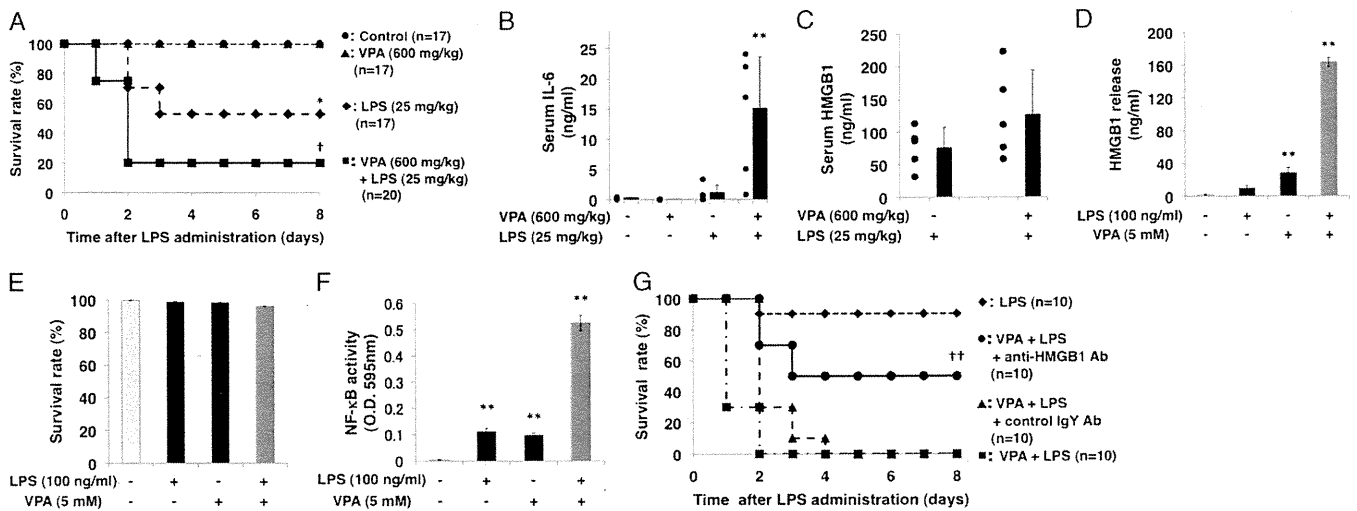 A
Survival rate (%)
100
80
60
40
20
0
0 2 4 6 8
Time after LPS administration (days)
*
†
●: Control (n=17)
▲: VPA (600 mg/kg)
(n=17)
◆: LPS (25 mg/kg)
(n=17)
■: VPA (600 mg/kg)
+ LPS (25 mg/kg)
(n=20)
B
Serum IL-6
(ng/ml)
25
20
15
10
5
0
**
VPA (600 mg/kg) - + - +
LPS (25 mg/kg) - - + +
C
Serum HMGB1
(ng/ml)
250
200
150
100
50
0
VPA (600 mg/kg) - +
LPS (25 mg/kg) + +
D
HMGB1 release
(ng/ml)
200
160
120
80
40
0
**
**
LPS (100 ng/ml) - + - +
VPA (5 mM) - - + +
E
Survival rate (%)
100
80
60
40
20
0
LPS (100 ng/ml) - + - +
VPA (5 mM) - - + +
F
NF-κB activity
(O.D. 595nm)
0.6
0.5
0.4
0.3
0.2
0.1
0
**
**
**
LPS (100 ng/ml) - + - +
VPA (5 mM) - - + +
G
Survival rate (%)
100
80
60
40
20
0
0 2 4 6 8
Time after LPS administration (days)
††
◆: LPS (n=10)
●: VPA + LPS
+ anti-HMGB1 Ab
(n=10)
▲: VPA + LPS
+ control IgY Ab
(n=10)
■: VPA + LPS (n=10)